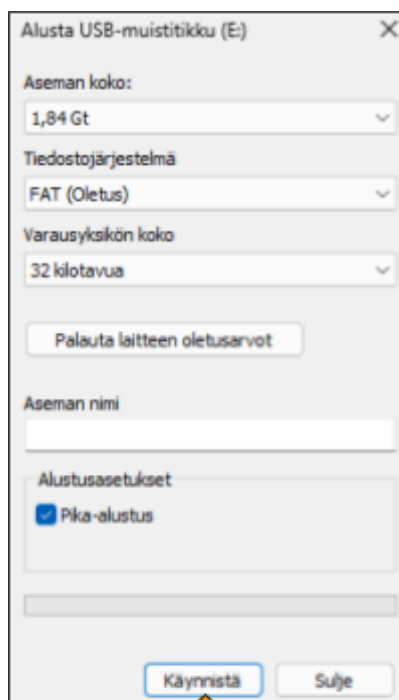 Alusta USB-muistitikku (E:)
Aseman koko:
1,84 Gt
Tiedostojärjestelmä
FAT (Oletus)
Varausyksikön koko
32 kilotavua
Palauta laitteen oletusarvot
Aseman nimi
Alustusasetukset
Pika-alustus
Käynnistä Sulje